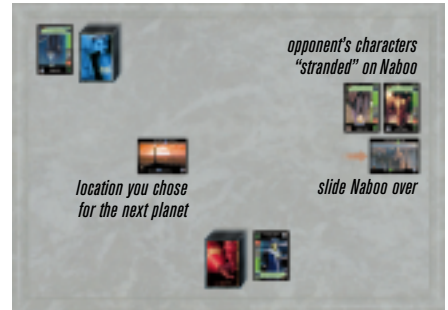 opponent's characters
“stranded” on Naboo
location you chose
for the next planet
slide Naboo over